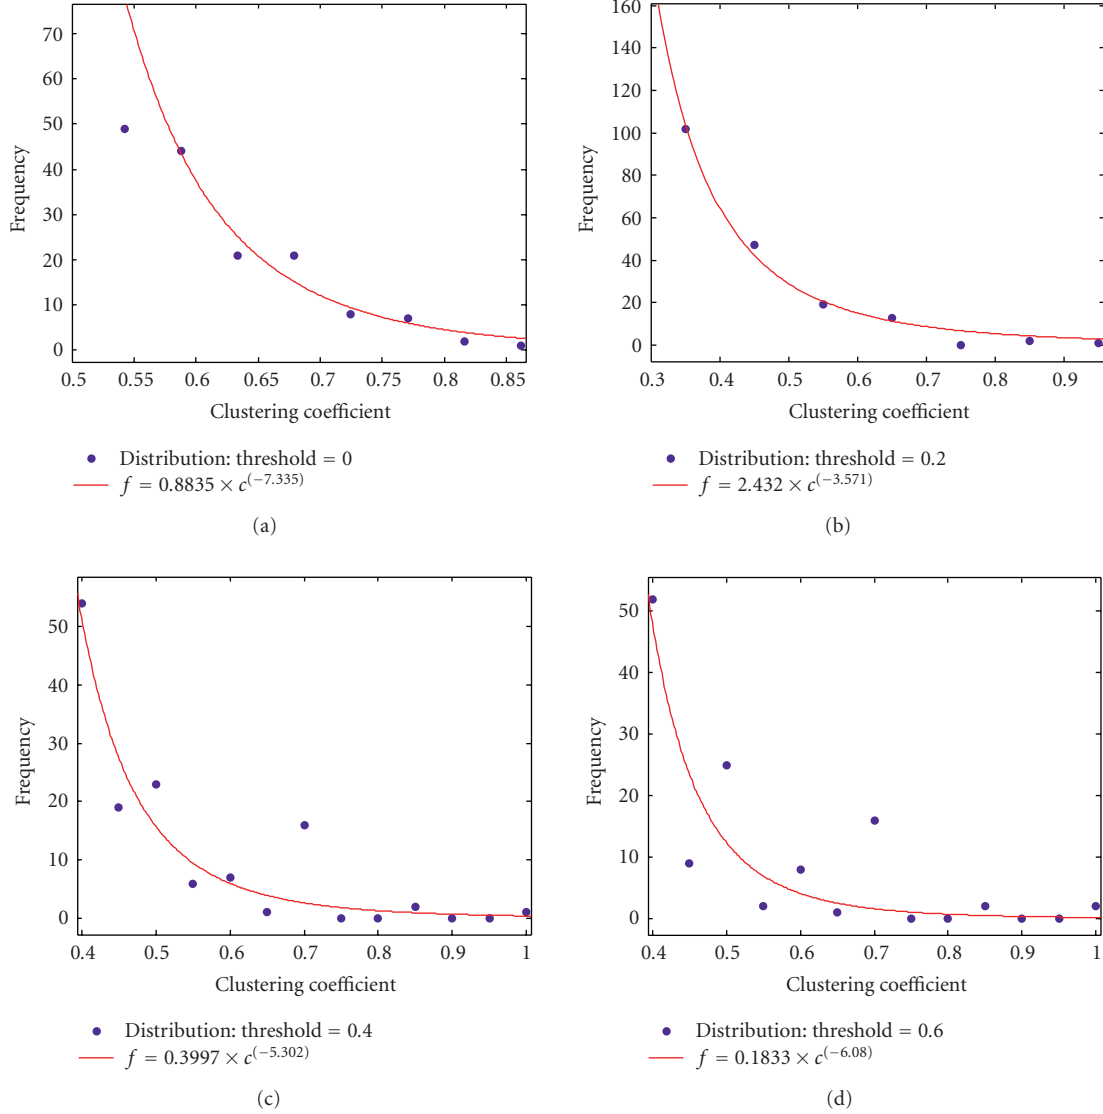 70
60
50
40
30
20
10
0
Frequency
0.5 0.55 0.6 0.65 0.7 0.75 0.8 0.85
Clustering coefficient
Distribution: threshold = 0
f = 0.8835 × c^(−7.335)
(a)
160
140
120
100
80
60
40
20
0
Frequency
0.3 0.4 0.5 0.6 0.7 0.8 0.9
Clustering coefficient
Distribution: threshold = 0.2
f = 2.432 × c^(−3.571)
(b)
50
40
30
20
10
0
Frequency
0.4 0.5 0.6 0.7 0.8 0.9 1
Clustering coefficient
Distribution: threshold = 0.4
f = 0.3997 × c^(−5.302)
(c)
50
40
30
20
10
0
Frequency
0.4 0.5 0.6 0.7 0.8 0.9 1
Clustering coefficient
Distribution: threshold = 0.6
f = 0.1833 × c^(−6.08)
(d)